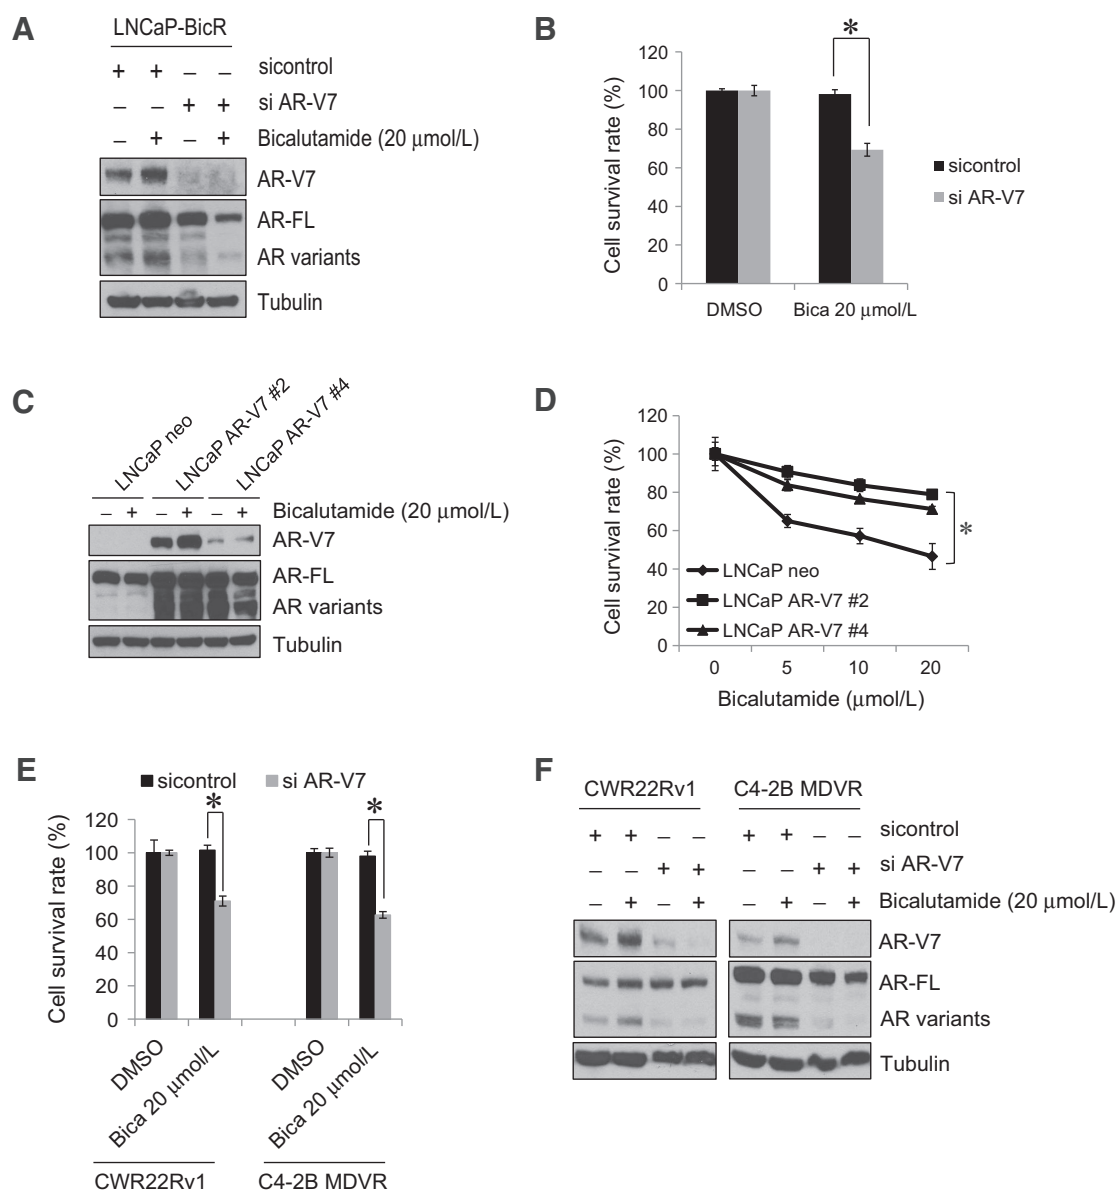 A
LNCaP-BicR
+ + – – sicontrol
– – + + si AR-V7
– + – + Bicalutamide (20 μmol/L)
AR-V7
AR-FL
AR variants
Tubulin
B
*
120
100
80
60
40
20
0
Cell survival rate (%)
DMSO
Bica 20 μmol/L
sicontrol
si AR-V7
C
LNCaP neo
LNCaP AR-V7 #2
LNCaP AR-V7 #4
– + – + – + Bicalutamide (20 μmol/L)
AR-V7
AR-FL
AR variants
Tubulin
D
120
100
80
60
40
20
0
Cell survival rate (%)
*
LNCaP neo
LNCaP AR-V7 #2
LNCaP AR-V7 #4
0 5 10 20
Bicalutamide (μmol/L)
E
sicontrol si AR-V7
* *
120
100
80
60
40
20
0
Cell survival rate (%)
DMSO
Bica 20 μmol/L
DMSO
Bica 20 μmol/L
CWR22Rv1 C4-2B MDVR
F
CWR22Rv1 C4-2B MDVR
+ + – – + + – – sicontrol
– – + + – – + + si AR-V7
– + – + – + – + Bicalutamide (20 μmol/L)
AR-V7
AR-FL
AR variants
Tubulin